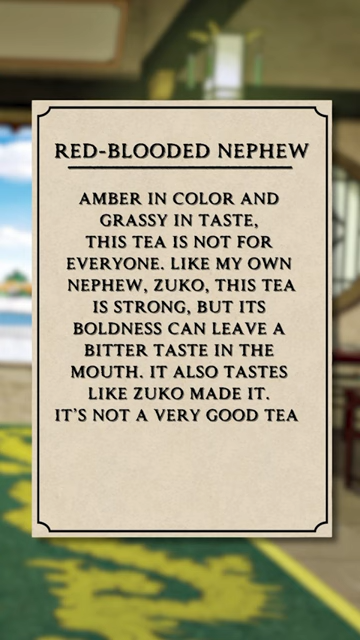 RED-BLOODED NEPHEW
AMBER IN COLOR AND
GRASSY IN TASTE,
THIS TEA IS NOT FOR
EVERYONE. LIKE MY OWN
NEPHEW, ZUKO, THIS TEA
IS STRONG, BUT ITS
BOLDNESS CAN LEAVE A
BITTER TASTE IN THE
MOUTH. IT ALSO TASTES
LIKE ZUKO MADE IT.
IT'S NOT A VERY GOOD TEA